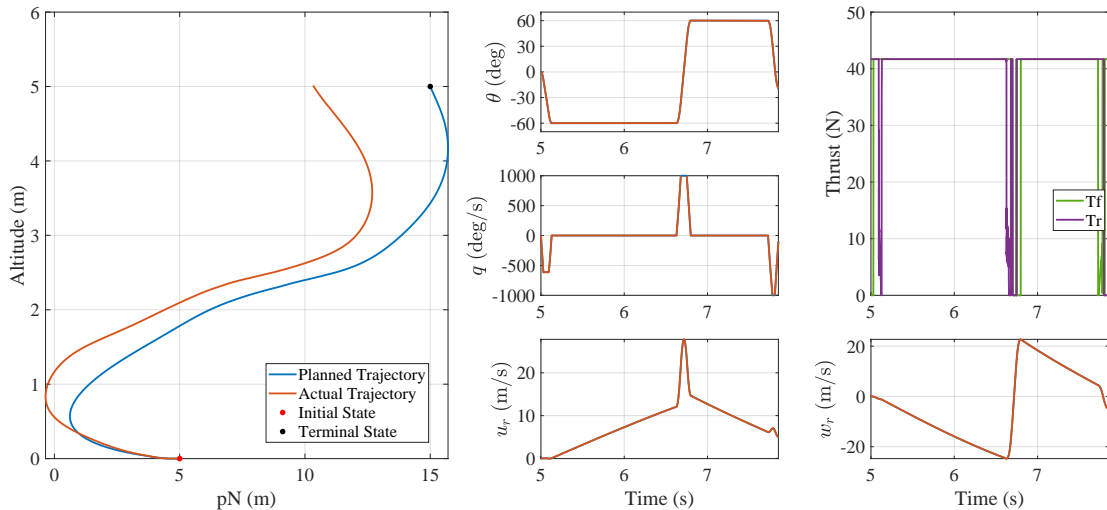 6
5
4
3
2
1
0
Altitude (m)
0 5 10 15
pN (m)
Planned Trajectory
Actual Trajectory
Initial State
Terminal State
60
30
0
-30
-60
θ (deg)
5 6 7
1000
500
0
-500
-1000
q (deg/s)
5 6 7
20
10
0
u_r (m/s)
5 6 7
Time (s)
50
40
30
20
10
0
Thrust (N)
Tf
Tr
5 6 7
20
0
-20
w_r (m/s)
5 6 7
Time (s)